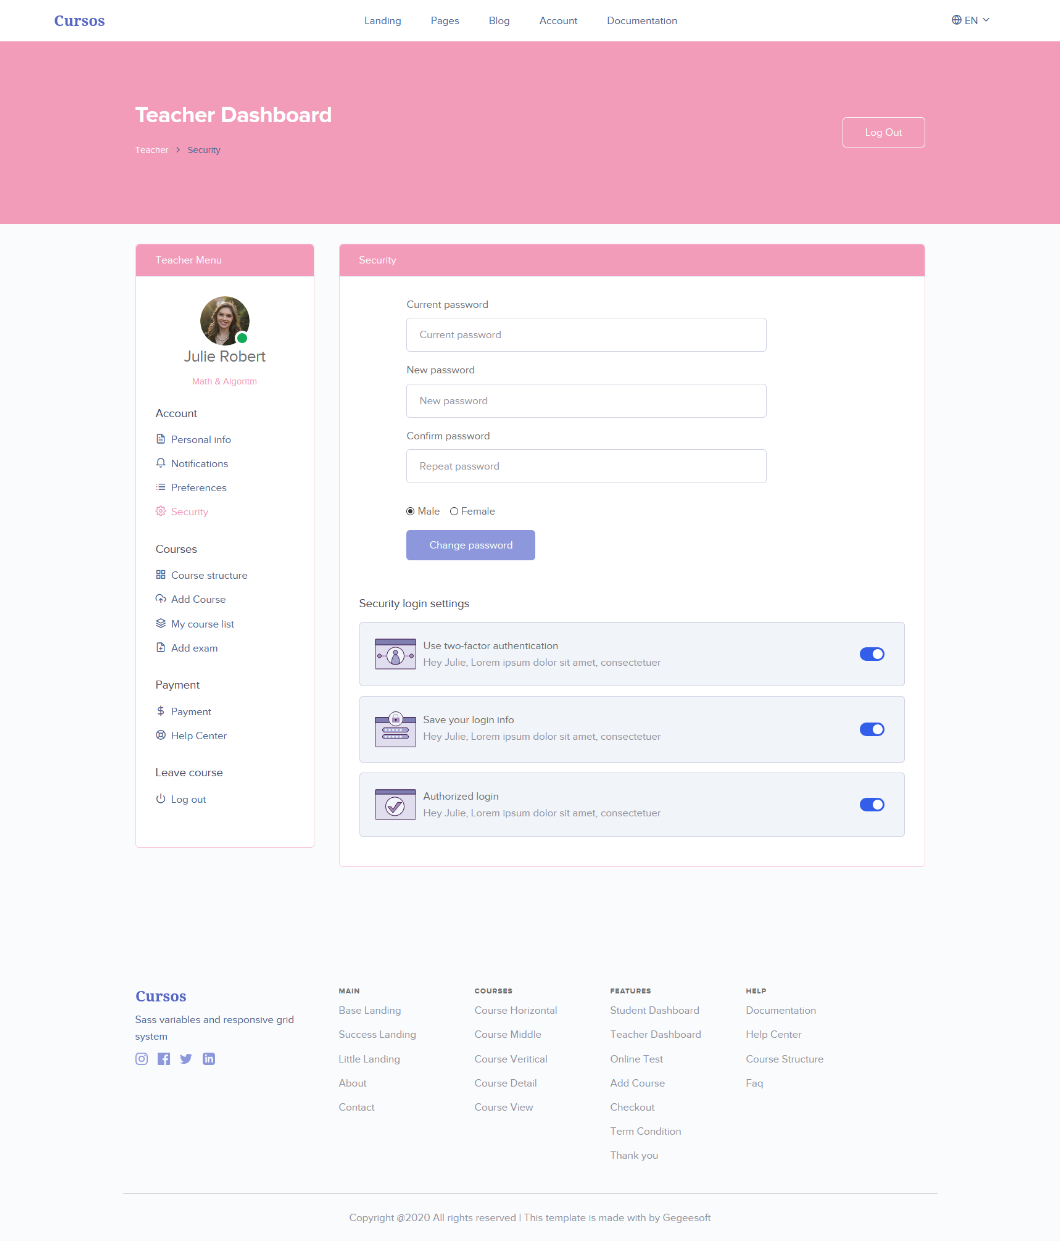 Cursos
Landing Pages Blog Account Documentation
EN
Teacher Dashboard
Log Out
Teacher > Security
Teacher Menu
Julie Robert
Math & Algoritm
Account
Personal info
Notifications
Preferences
Security
Courses
Course structure
Add Course
My course list
Add exam
Payment
Payment
Help Center
Leave course
Log out
Security
Current password
Current password
New password
New password
Confirm password
Repeat password
Male Female
Change password
Security login settings
Use two-factor authentication
Hey Julie, Lorem ipsum dolor sit amet, consectetuer
Save your login info
Hey Julie, Lorem ipsum dolor sit amet, consectetuer
Authorized login
Hey Julie, Lorem ipsum dolor sit amet, consectetuer
Cursos
Sass variables and responsive grid
system
MAIN
Base Landing
Success Landing
Little Landing
About
Contact
COURSES
Course Horizontal
Course Middle
Course Veritical
Course Detail
Course View
FEATURES
Student Dashboard
Teacher Dashboard
Online Test
Add Course
Checkout
Term Condition
Thank you
HELP
Documentation
Help Center
Course Structure
Faq
Copyright @2020 All rights reserved | This template is made with by Gegeesoft